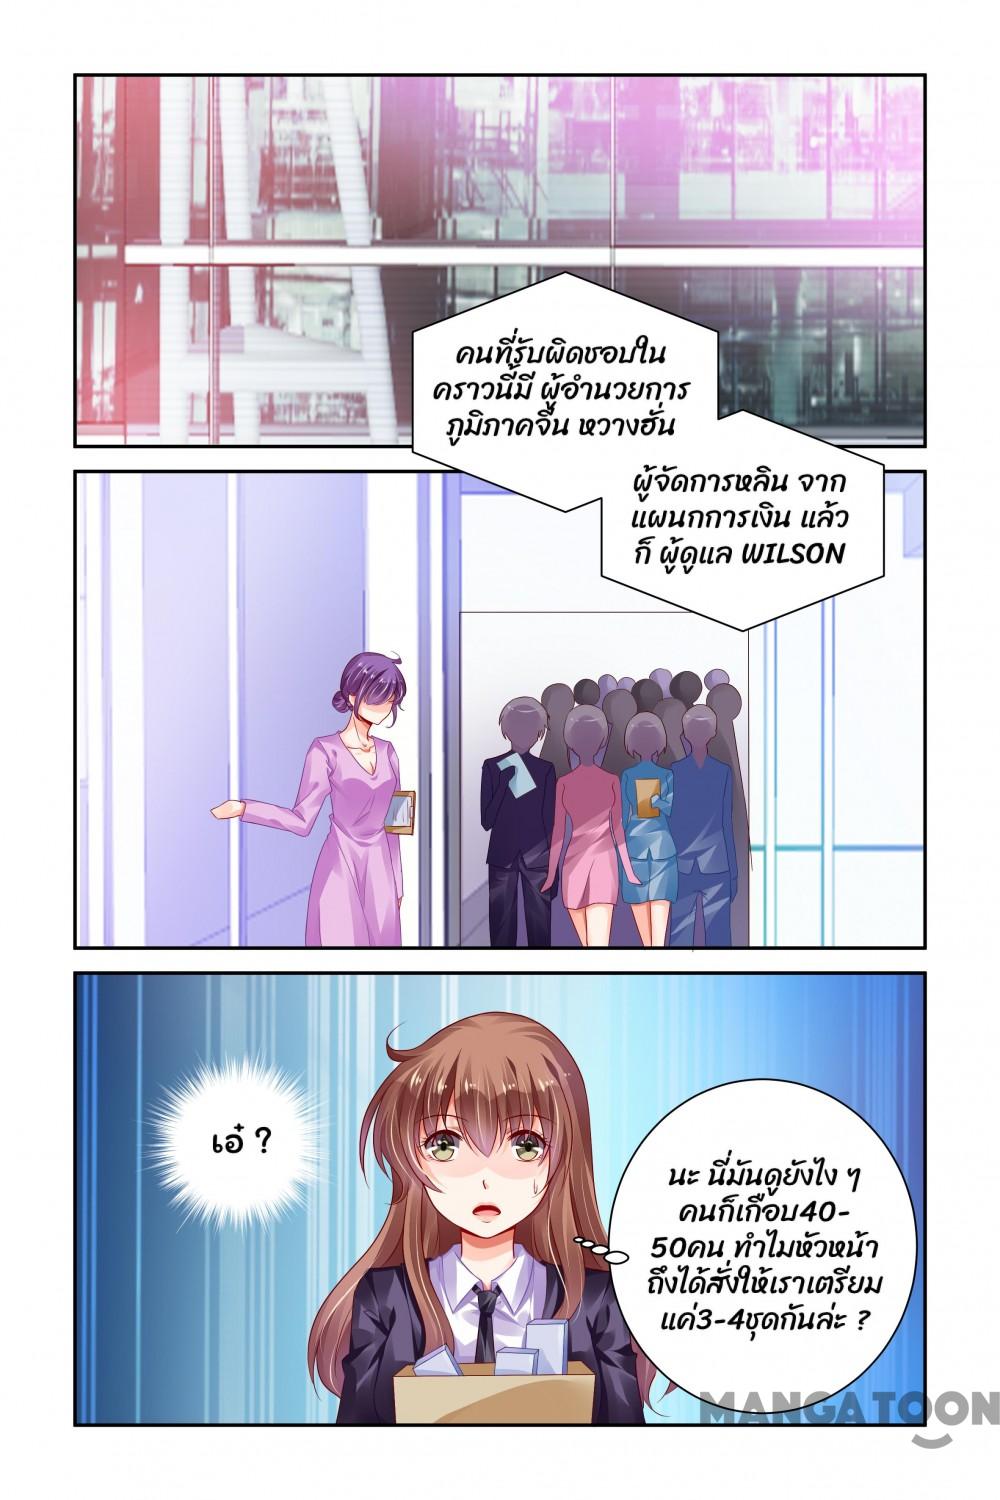 คนที่รับผิดชอบใน
คราวนี้มี ผู้อำนวยการ
ภูมิภาคจีน หวางฮั่น
ผู้จัดการหลิน จาก
แผนกการเงิน แล้ว
ก็ ผู้ดูแล WILSON
เอ๋ ?
นะ นี่มันดูยังไง ๆ
คนก็เกือบ40-
50คน ทำไมหัวหน้า
ถึงได้สั่งให้เราเตรียม
แค่3-4ชุดกันล่ะ ?
MANGATOON